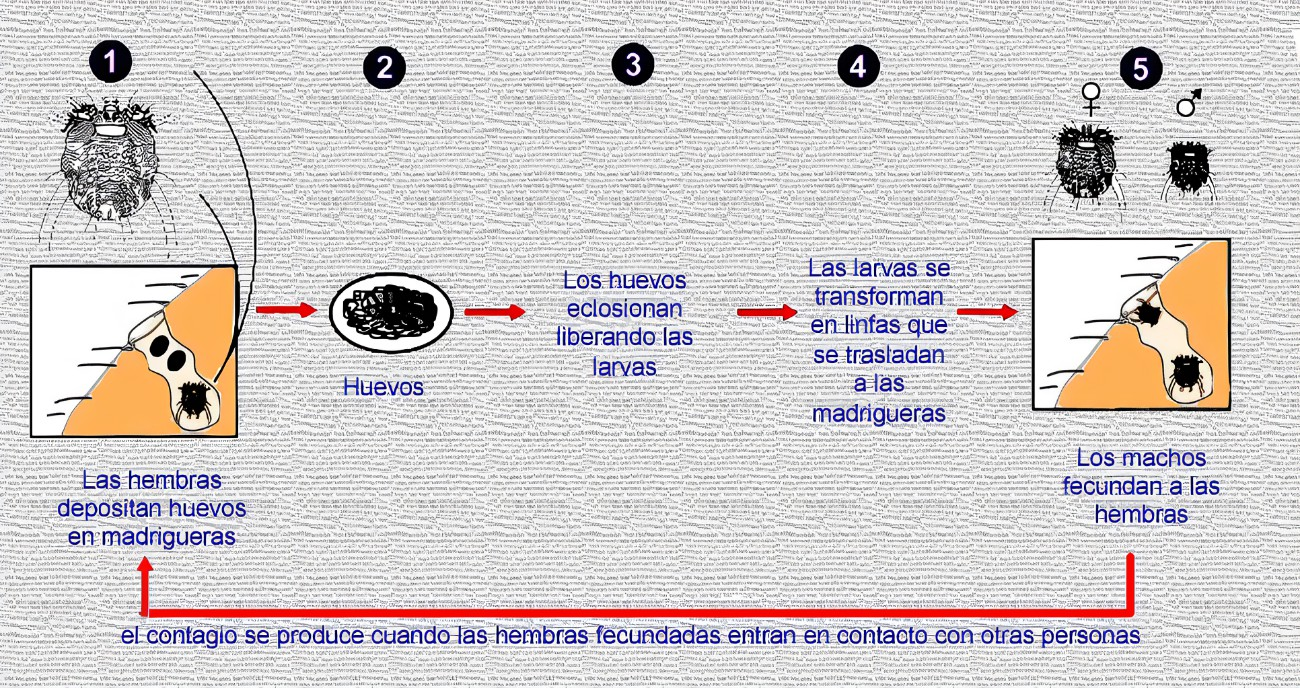 1
2
3
4
5
♀
♂
Las hembras
depositan huevos
en madrigueras
Huevos
Los huevos
eclosionan
liberando las
larvas
Las larvas se
transforman
en linfas que
se trasladan
a las
madrigueras
Los machos
fecundan a las
hembras
el contagio se produce cuando las hembras fecundadas entran en contacto con otras personas